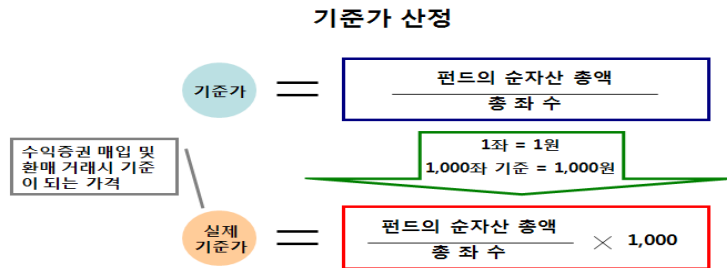 기준가 산정
기준가 = 펀드의 순자산 총액
총 좌 수
1좌 = 1원
1,000좌 기준 = 1,000원
수익증권 매입 및
환매 거래시 기준
이 되는 가격
실제
기준가 = 펀드의 순자산 총액 × 1,000
총 좌 수